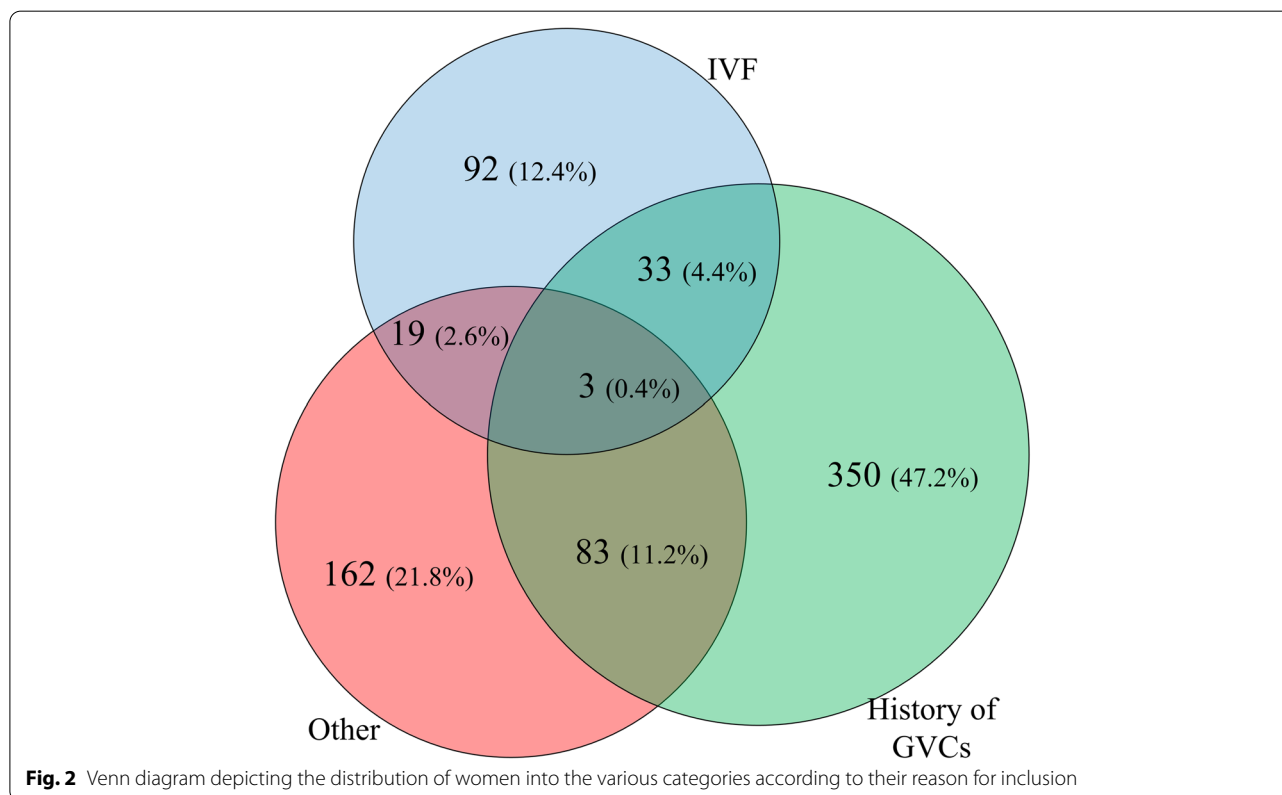 IVF
92 (12.4%)
33 (4.4%)
19 (2.6%)
3 (0.4%)
350 (47.2%)
83 (11.2%)
162 (21.8%)
History of
GVCs
Other
Fig. 2 Venn diagram depicting the distribution of women into the various categories according to their reason for inclusion